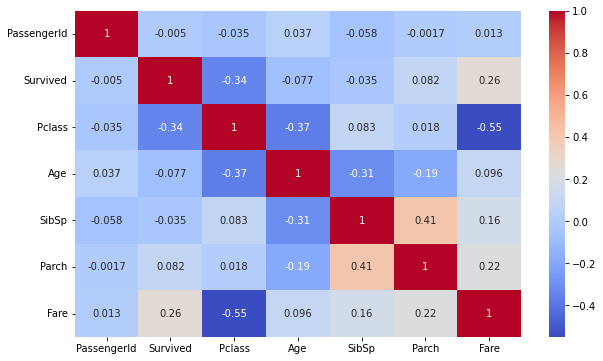 PassengerId 1 -0.005 -0.035 0.037 -0.058 -0.0017 0.013
Survived -0.005 1 -0.34 -0.077 -0.035 0.082 0.26
Pclass -0.035 -0.34 1 -0.37 0.083 0.018 -0.55
Age 0.037 -0.077 -0.37 1 -0.31 -0.19 0.096
SibSp -0.058 -0.035 0.083 -0.31 1 0.41 0.16
Parch -0.0017 0.082 0.018 -0.19 0.41 1 0.22
Fare 0.013 0.26 -0.55 0.096 0.16 0.22 1
PassengerId Survived Pclass Age SibSp Parch Fare
1.0
0.8
0.6
0.4
0.2
0.0
−0.2
−0.4